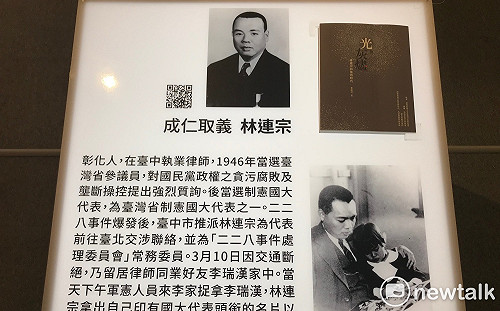 成仁取義 林連宗
彰化人，在臺中執業律師，1946年當選臺
灣省參議員，對國民黨政權之貪污腐敗及
壟斷操控提出強烈質詢。後當選制憲國大
代表，為臺灣省制憲國大代表之一。二二
八事件爆發後，臺中市推派林連宗為代表
前往臺北交涉聯絡，並為「二二八事件處
理委員會」常務委員。3月10日因交通斷
絕，乃留居律師同業好友李瑞漢家中。當
天下午軍憲人員來李家捉拿李瑞漢，林連
宗拿出自己印有國大代表頭銜的名片以
光
newtalk